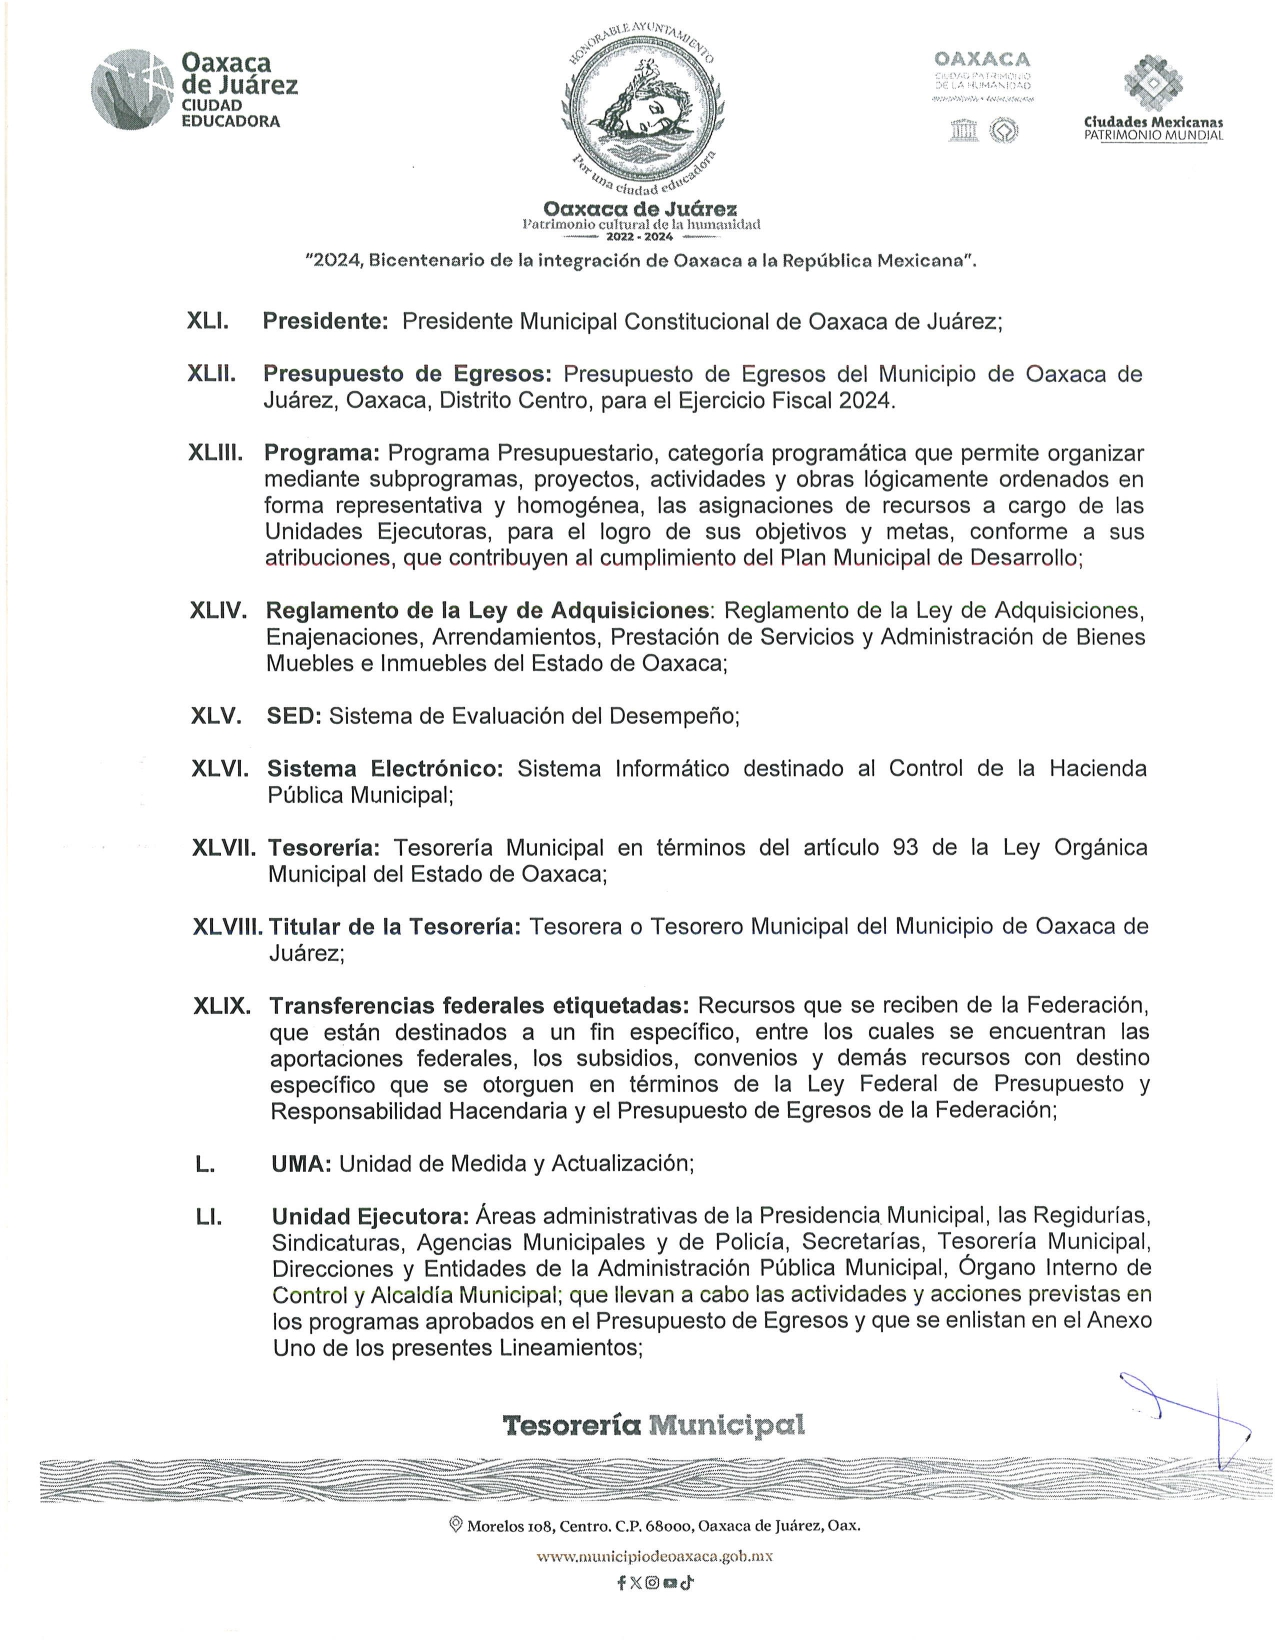 Oaxaca
de Juárez
CIUDAD
EDUCADORA
HONORABLE AYUNTAMIENTO
Por una ciudad educadora
Oaxaca de Juárez
Patrimonio cultural de la humanidad
2022 - 2024
OAXACA
CIUDAD PATRIMONIO
DE LA HUMANIDAD
Ciudades Mexicanas
PATRIMONIO MUNDIAL
"2024, Bicentenario de la integración de Oaxaca a la República Mexicana".
XLI. Presidente: Presidente Municipal Constitucional de Oaxaca de Juárez;
XLII. Presupuesto de Egresos: Presupuesto de Egresos del Municipio de Oaxaca de
Juárez, Oaxaca, Distrito Centro, para el Ejercicio Fiscal 2024.
XLIII. Programa: Programa Presupuestario, categoría programática que permite organizar
mediante subprogramas, proyectos, actividades y obras lógicamente ordenados en
forma representativa y homogénea, las asignaciones de recursos a cargo de las
Unidades Ejecutoras, para el logro de sus objetivos y metas, conforme a sus
atribuciones, que contribuyen al cumplimiento del Plan Municipal de Desarrollo;
XLIV. Reglamento de la Ley de Adquisiciones: Reglamento de la Ley de Adquisiciones,
Enajenaciones, Arrendamientos, Prestación de Servicios y Administración de Bienes
Muebles e Inmuebles del Estado de Oaxaca;
XLV. SED: Sistema de Evaluación del Desempeño;
XLVI. Sistema Electrónico: Sistema Informático destinado al Control de la Hacienda
Pública Municipal;
XLVII. Tesorería: Tesorería Municipal en términos del artículo 93 de la Ley Orgánica
Municipal del Estado de Oaxaca;
XLVIII. Titular de la Tesorería: Tesorera o Tesorero Municipal del Municipio de Oaxaca de
Juárez;
XLIX. Transferencias federales etiquetadas: Recursos que se reciben de la Federación,
que están destinados a un fin específico, entre los cuales se encuentran las
aportaciones federales, los subsidios, convenios y demás recursos con destino
específico que se otorguen en términos de la Ley Federal de Presupuesto y
Responsabilidad Hacendaria y el Presupuesto de Egresos de la Federación;
L. UMA: Unidad de Medida y Actualización;
LI. Unidad Ejecutora: Áreas administrativas de la Presidencia Municipal, las Regidurías,
Sindicaturas, Agencias Municipales y de Policía, Secretarías, Tesorería Municipal,
Direcciones y Entidades de la Administración Pública Municipal, Órgano Interno de
Control y Alcaldía Municipal; que llevan a cabo las actividades y acciones previstas en
los programas aprobados en el Presupuesto de Egresos y que se enlistan en el Anexo
Uno de los presentes Lineamientos;
Tesorería Municipal
Morelos 108, Centro. C.P. 68000, Oaxaca de Juárez, Oax.
www.municipiodeoaxaca.gob.mx